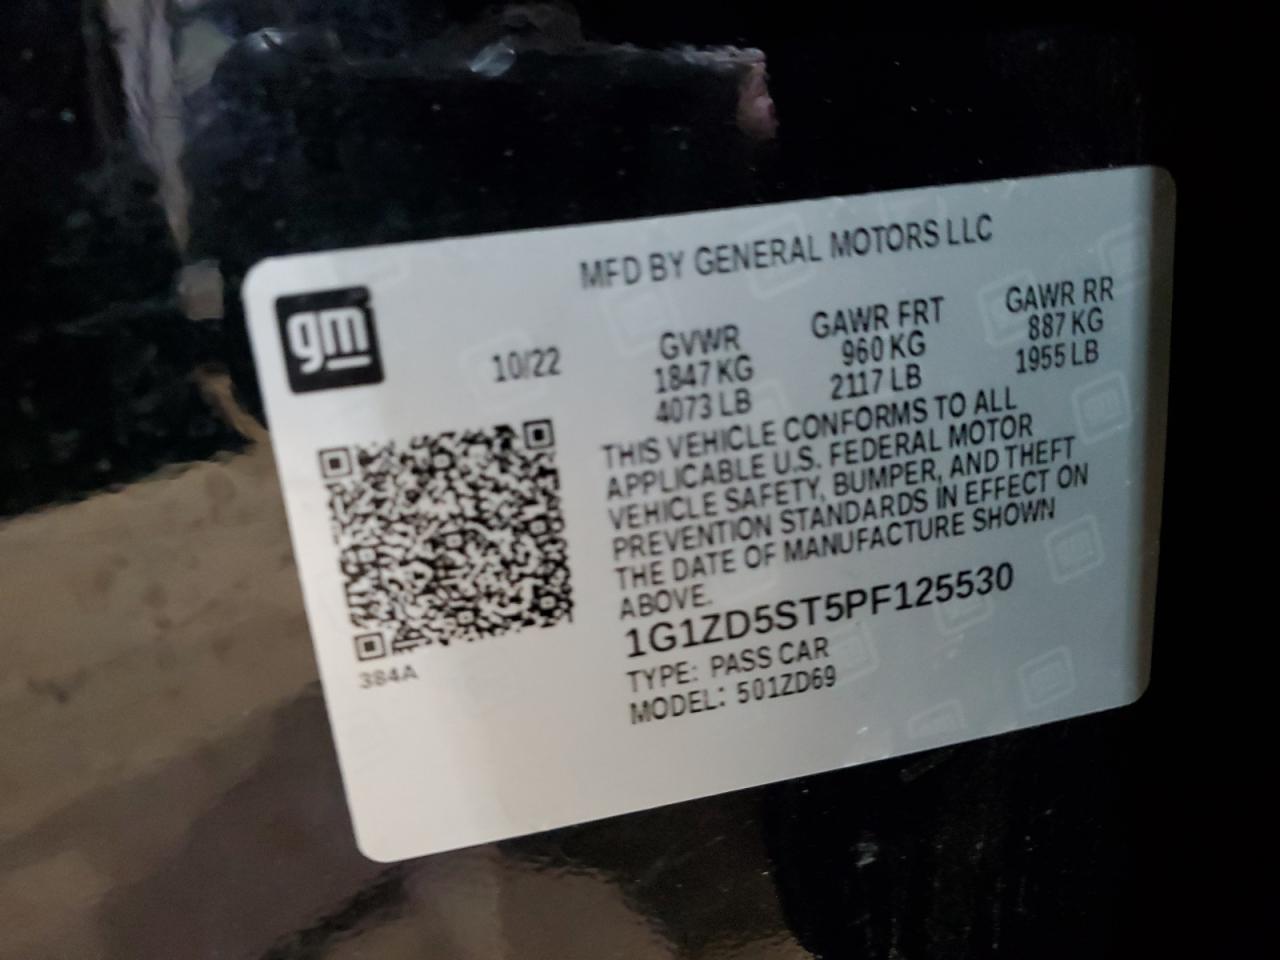 MFD BY GENERAL MOTORS LLC
gm
10/22
GVWR GAWR FRT GAWR RR
1847 KG 960 KG 887 KG
4073 LB 2117 LB 1955 LB
THIS VEHICLE CONFORMS TO ALL
APPLICABLE U.S. FEDERAL MOTOR
VEHICLE SAFETY, BUMPER, AND THEFT
PREVENTION STANDARDS IN EFFECT ON
THE DATE OF MANUFACTURE SHOWN
ABOVE.
1G1ZD5ST5PF125530
TYPE: PASS CAR
MODEL: 501ZD69
384A